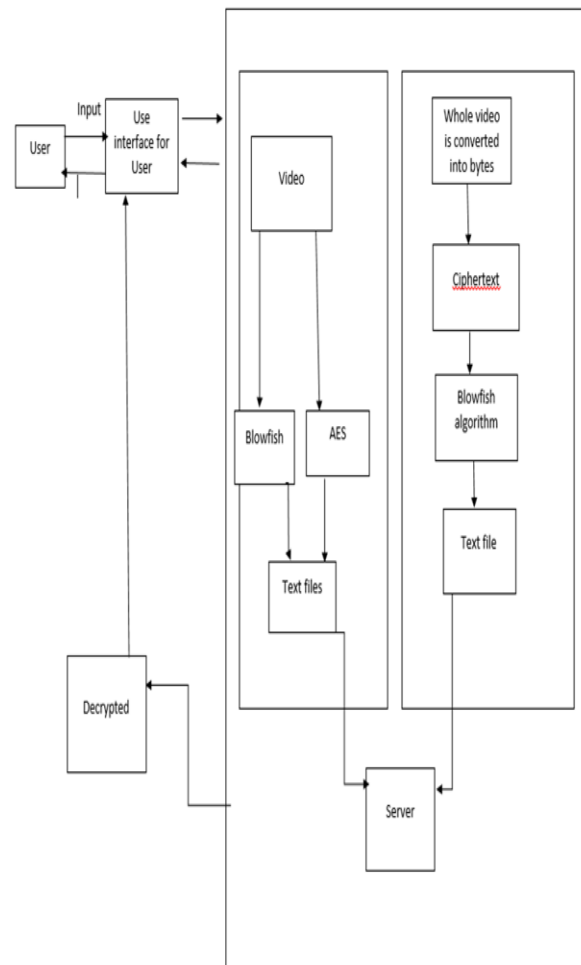 Input
User
Use
interface for
User
Video
Blowfish
AES
Text files
Whole video
is converted
into bytes
Ciphertext
Blowfish
algorithm
Text file
Decrypted
Server